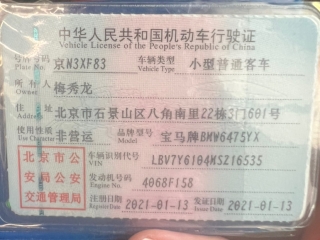 中华人民共和国机动车行驶证
Vehicle License of the People's Republic of China
号牌号码 京N3XF83 车辆类型 小型普通客车
Plate No. Vehicle Type
所有人 梅秀龙
Owner
住址 北京市石景山区八角南里22栋3门1601号
Address
使用性质 非营运 品牌型号 宝马牌BMW6475YX
Use Character Model
北京市公安局公安交通管理局
车辆识别代号 LBV7Y6104MSZ16535
VIN
发动机号码 4068F158
Engine No.
注册日期 2021-01-13 发证日期 2021-01-13
Register Date Issue Date